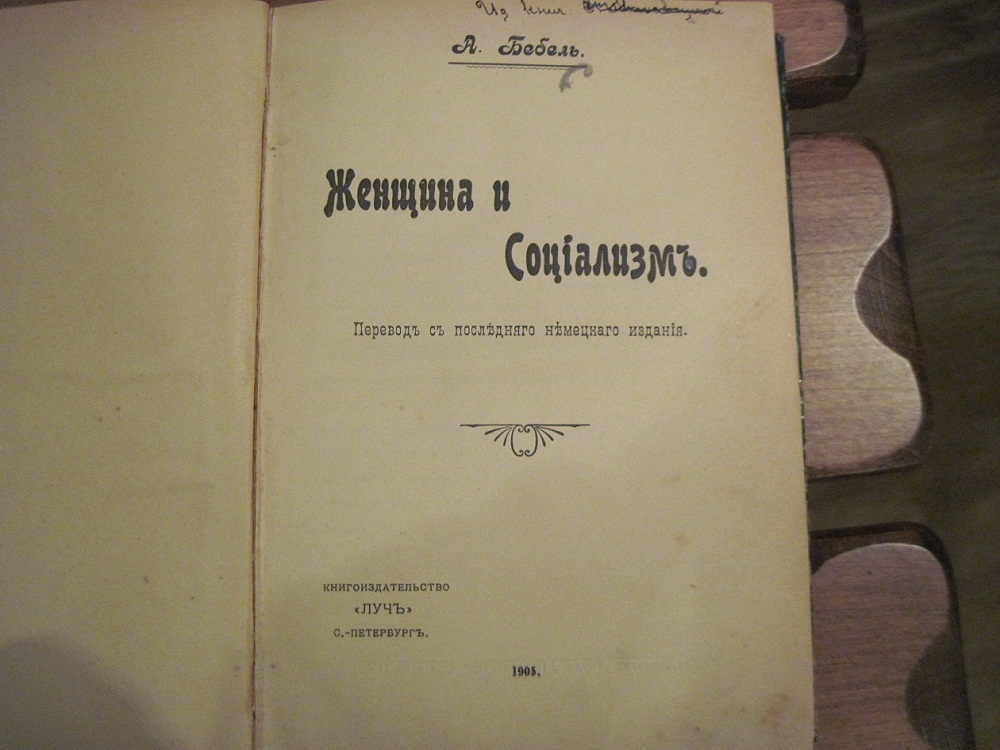 А. Бебель.
Женщина и
Соціализмъ.
Переводъ съ послѣдняго нѣмецкаго изданія.
КНИГОИЗДАТЕЛЬСТВО
«ЛУЧЪ»
С.-ПЕТЕРБУРГЪ.
1905.